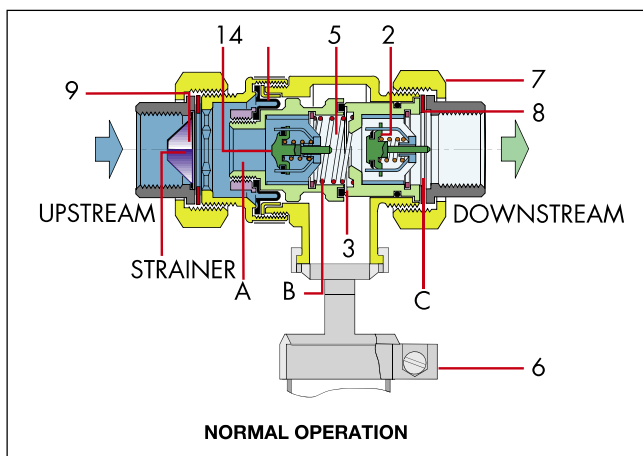 14 5 2
9 7
8
UPSTREAM DOWNSTREAM
STRAINER 3
A B C
6
NORMAL OPERATION